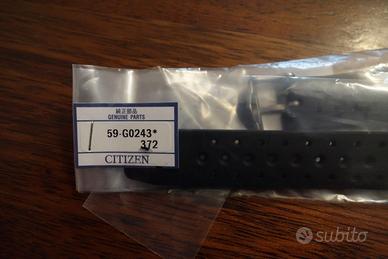 純正部品
GENUINE PARTS
59-G0243*
372
CITIZEN
subito